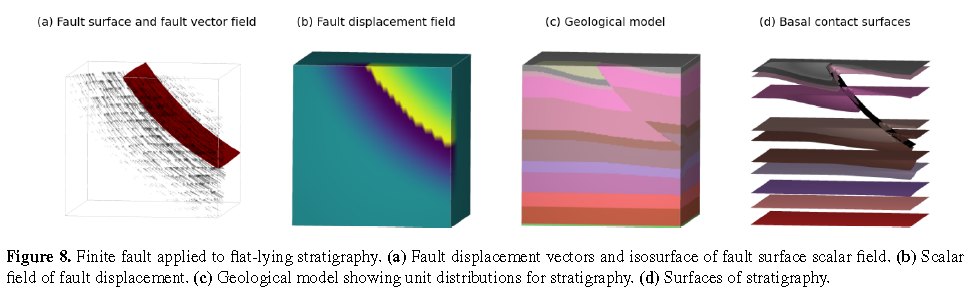 (a) Fault surface and fault vector field
(b) Fault displacement field
(c) Geological model
(d) Basal contact surfaces
Figure 8. Finite fault applied to flat-lying stratigraphy. (a) Fault displacement vectors and isosurface of fault surface scalar field. (b) Scalar
field of fault displacement. (c) Geological model showing unit distributions for stratigraphy. (d) Surfaces of stratigraphy.